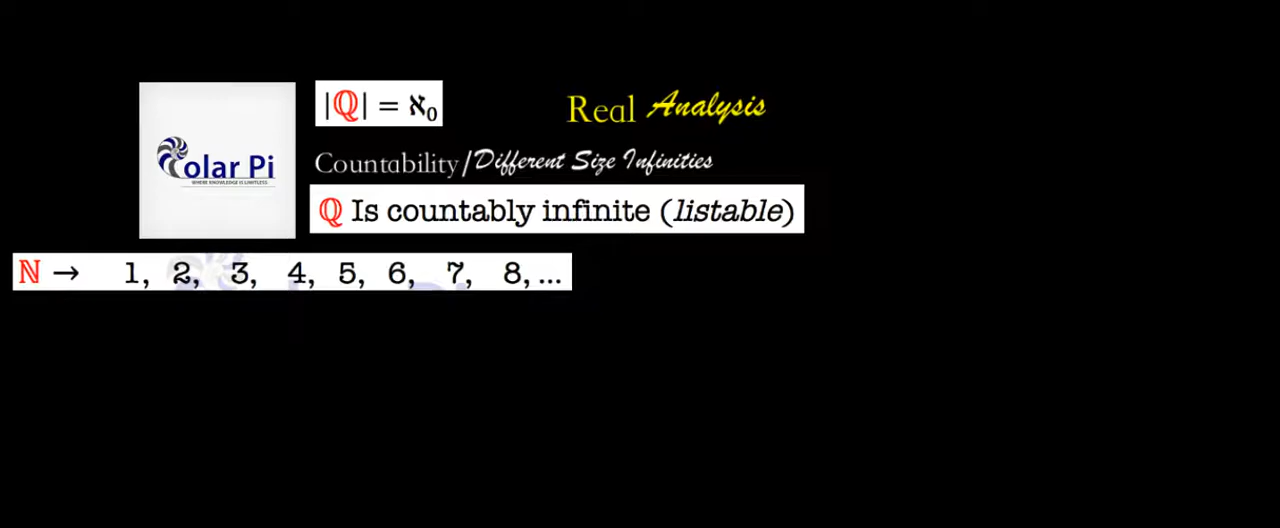 |ℚ| = ℵ₀
Real Analysis
olar Pi
WHERE KNOWLEDGE IS LIMITLESS
Countability/Different Size Infinities
ℚ Is countably infinite (listable)
ℕ → 1, 2, 3, 4, 5, 6, 7, 8, ...